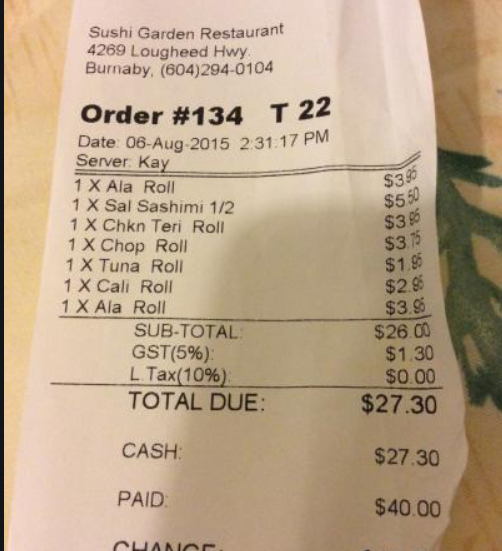 Sushi Garden Restaurant
4269 Lougheed Hwy.
Burnaby, (604)294-0104
Order #134 T 22
Date: 06-Aug-2015 2:31:17 PM
Server: Kay
1 X Ala Roll $3.95
1 X Sal Sashimi 1/2 $5.50
1 X Chkn Teri Roll $3.95
1 X Chop Roll $3.75
1 X Tuna Roll $1.95
1 X Cali Roll $2.95
1 X Ala Roll $3.95
SUB-TOTAL: $26.00
GST(5%): $1.30
L.Tax(10%): $0.00
TOTAL DUE: $27.30
CASH: $27.30
PAID: $40.00
CHANGE: